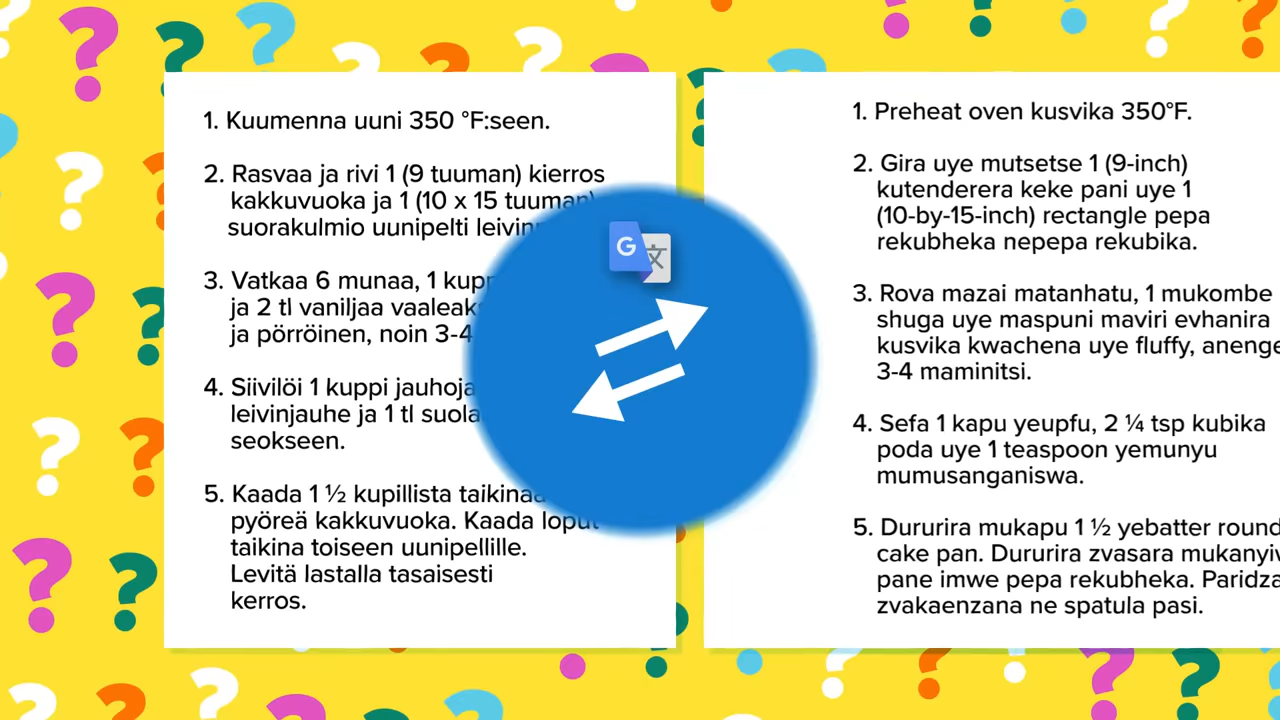 1. Kuumenna uuni 350 °F:seen.
2. Rasvaa ja rivi 1 (9 tuuman) kierros
kakkuvuoka ja 1 (10 x 15 tuuman)
suorakulmio uunipelti
3. Vatkaa 6 munaa, 1
ja 2 tl vaniljaa
ja pörröinen, noin 3-4
4. Siivilöi 1 kuppi jauhoja
leivinjauhe ja 1 tl suola
seokseen.
5. Kaada 1 ½ kupillista taikinaa
pyöreä kakkuvuoka. Kaada loput
taikina toiseen uunipellille.
Levitä lastalla tasaisesti
kerros.
G 文
1. Preheat oven kusvika 350°F.
2. Gira uye mutsetse 1 (9-inch)
kutenderera keke pani uye 1
(10-by-15-inch) rectangle pepa
rekubheka nepepa rekubika.
3. Rova mazai matanhatu, 1 mukombe
shuga uye maspuni maviri evhanira
kusvika kwachena uye fluffy, anenge
3-4 maminitsi.
4. Sefa 1 kapu yeupfu, 2 ¼ tsp kubika
poda uye 1 teaspoon yemunyu
mumusanganiswa.
5. Dururira mukapu 1 ½ yebatter round
cake pan. Dururira zvasara
pane imwe pepa rekubheka. Paridza
zvakaenzana ne spatula pasi.